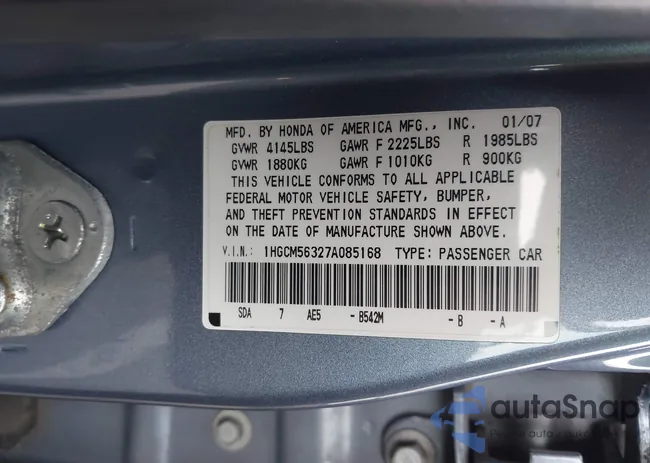 MFD. BY HONDA OF AMERICA MFG., INC. 01/07
GVWR 4145LBS GAWR F 2225LBS R 1985LBS
GVWR 1880KG GAWR F 1010KG R 900KG
THIS VEHICLE CONFORMS TO ALL APPLICABLE
FEDERAL MOTOR VEHICLE SAFETY, BUMPER,
AND THEFT PREVENTION STANDARDS IN EFFECT
ON THE DATE OF MANUFACTURE SHOWN ABOVE.
V.I.N.: 1HGCM56327A085168 TYPE: PASSENGER CAR
SDA 7 AE5 - B542M - B - A
autaSnap